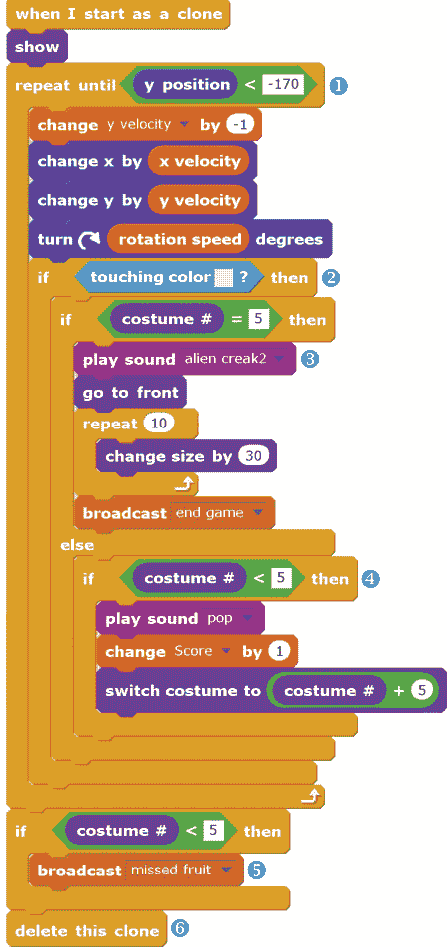 when I start as a clone
show
repeat until y position < -170 1
change y velocity by -1
change x by x velocity
change y by y velocity
turn rotation speed degrees
if touching color ? then 2
if costume # = 5 then
play sound alien creak2 3
go to front
repeat 10
change size by 30
broadcast end game
else
if costume # < 5 then 4
play sound pop
change Score by 1
switch costume to costume # + 5
if costume # < 5 then
broadcast missed fruit 5
delete this clone 6